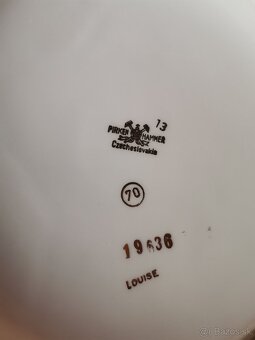 13
PIRKEN HAMMER
Czechoslovakia
70
19636
LOUISE